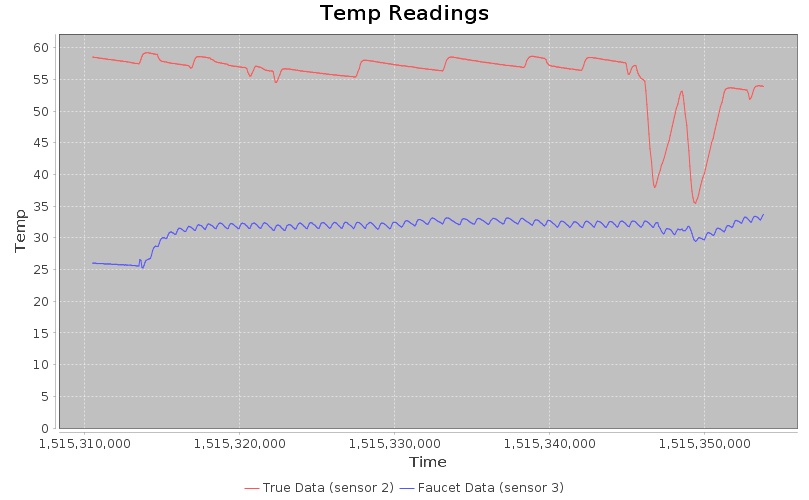 Temp Readings
60
55
50
45
40
35
30
25
20
15
10
5
0
Temp
1,515,310,000 1,515,320,000 1,515,330,000 1,515,340,000 1,515,350,000
Time
True Data (sensor 2) Faucet Data (sensor 3)